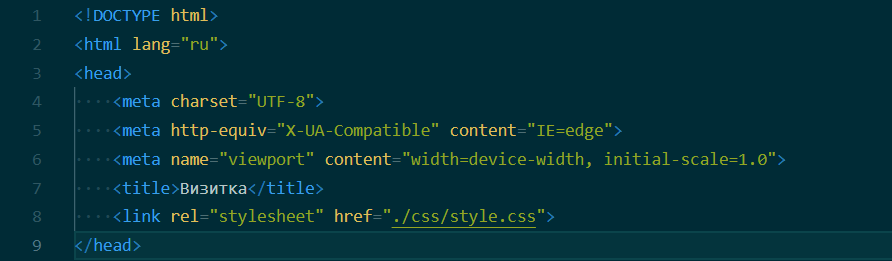 1 <!DOCTYPE html>
2 <html lang="ru">
3 <head>
4 <meta charset="UTF-8">
5 <meta http-equiv="X-UA-Compatible" content="IE=edge">
6 <meta name="viewport" content="width=device-width, initial-scale=1.0">
7 <title>Визитка</title>
8 <link rel="stylesheet" href="./css/style.css">
9 </head>